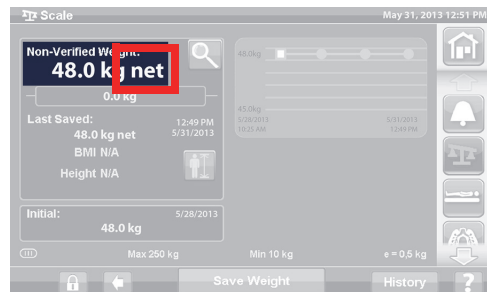 Scale
May 31, 2013 12:51 PM
Non-Verified Weight:
48.0 kg net
0.0 kg
Last Saved:
12:49 PM
48.0 kg net
5/31/2013
BMI N/A
Height N/A
Initial:
5/28/2013
48.0 kg
48.0kg
45.0kg
5/28/2013
10:25 AM
5/31/2013
12:49 PM
Max 250 kg
Min 10 kg
e = 0,5 kg
Save Weight
History
?